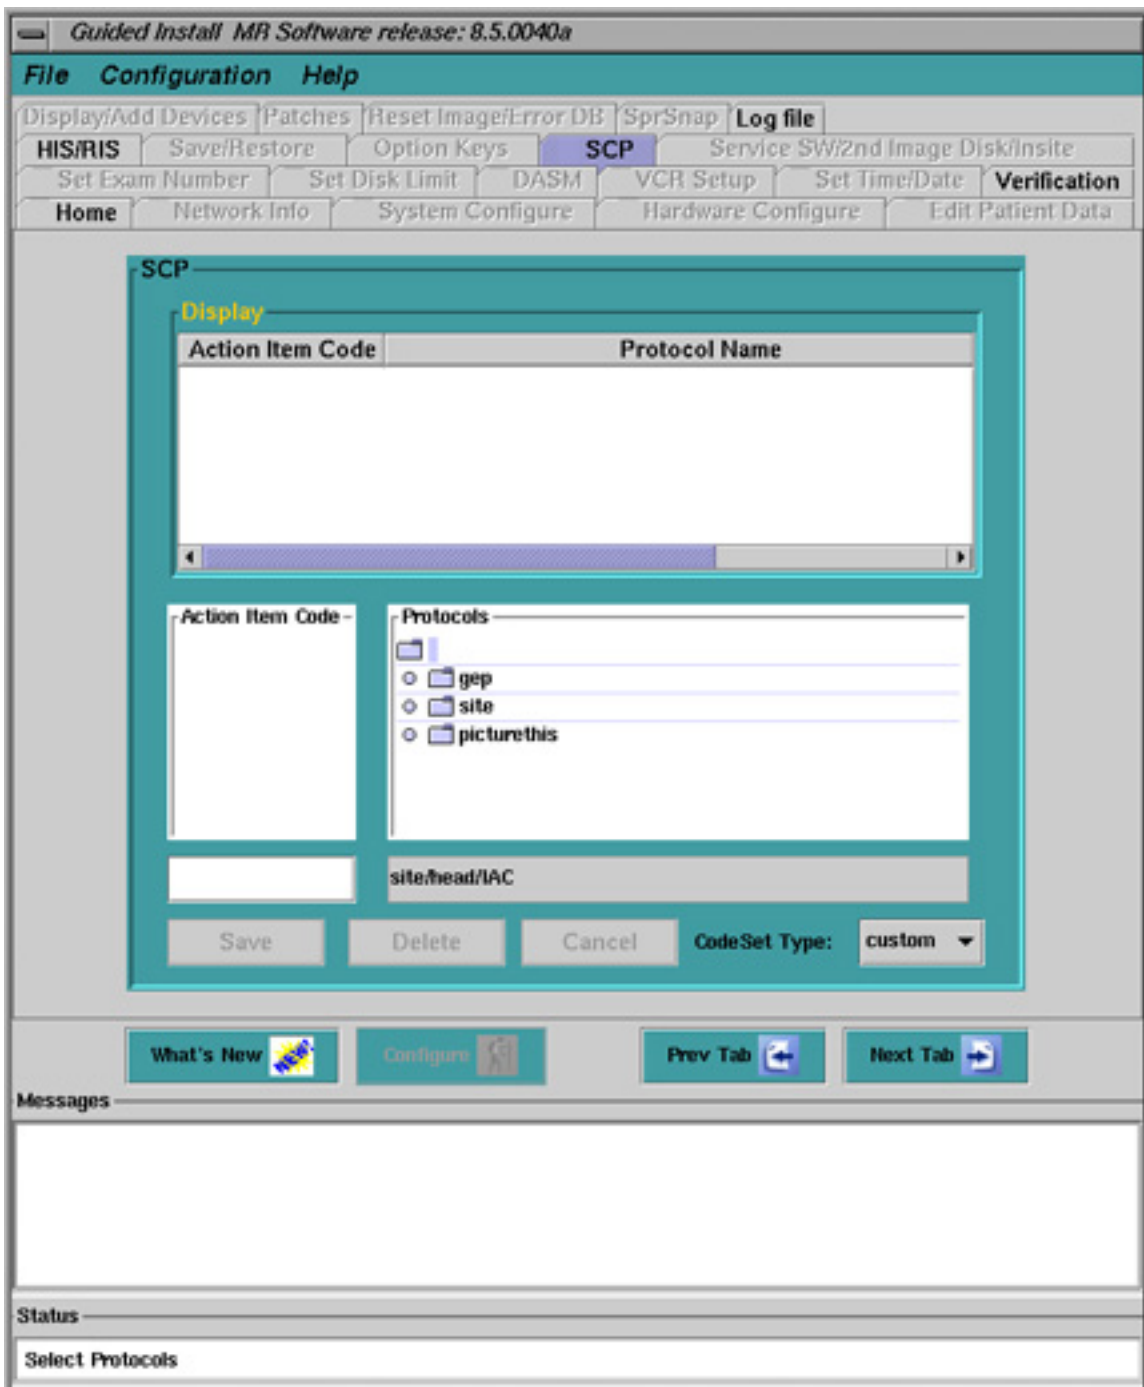 Guided Install MR Software release: 8.5.0040a
File Configuration Help
Display/Add Devices Patches Reset Image/Error DB SprSnap Log file
HIS/RIS Save/Restore Option Keys SCP Service SW/2nd Image Disk/Insite
Set Exam Number Set Disk Limit DASM VCR Setup Set Time/Date Verification
Home Network Info System Configure Hardware Configure Edit Patient Data
SCP
Display
Action Item Code Protocol Name
Action Item Code Protocols
gep
site
picturethis
site/head/IAC
Save Delete Cancel CodeSet Type: custom
What's New NEW! Configure Prev Tab Next Tab
Messages
Status
Select Protocols